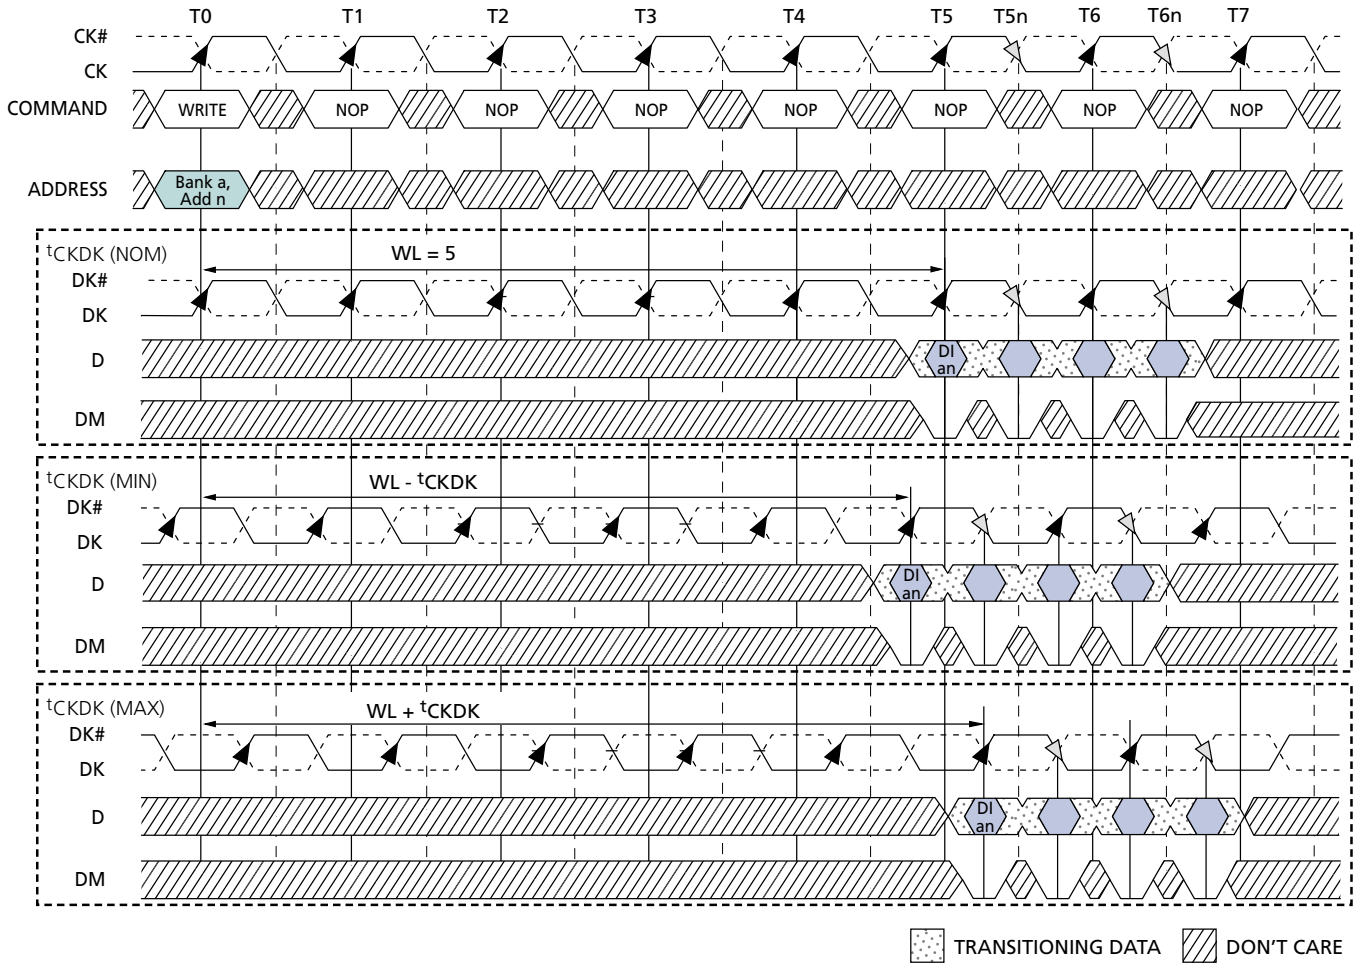 T0 T1 T2 T3 T4 T5 T5n T6 T6n T7
CK#
CK
COMMAND WRITE NOP NOP NOP NOP NOP NOP NOP
ADDRESS Bank a,
Add n
tCKDK (NOM)
WL = 5
DK#
DK
D DI
an
DM
tCKDK (MIN)
WL - tCKDK
DK#
DK
D DI
an
DM
tCKDK (MAX)
WL + tCKDK
DK#
DK
D DI
an
DM
TRANSITIONING DATA DON'T CARE